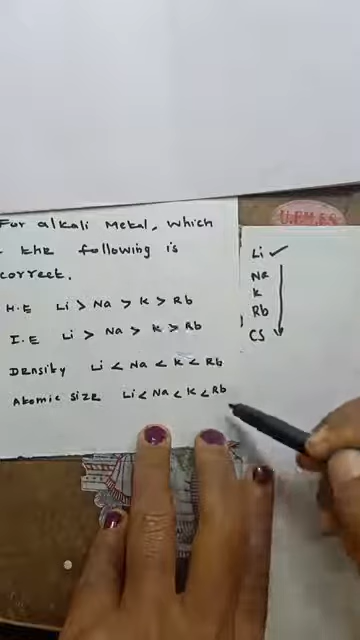 For alkali Metal, which
the following is
correct.
H.E Li > Na > K > Rb
I.E Li > Na > K > Rb
Density Li < Na < K < Rb
Atomic size Li < Na < K < Rb
Li ✓
Na
K
Rb
CS